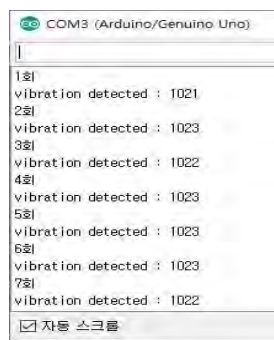 COM3 (Arduino/Genuino Uno)
1회
vibration detected : 1021
2회
vibration detected : 1023
3회
vibration detected : 1022
4회
vibration detected : 1023
5회
vibration detected : 1023
6회
vibration detected : 1023
7회
vibration detected : 1022
자동 스크롤